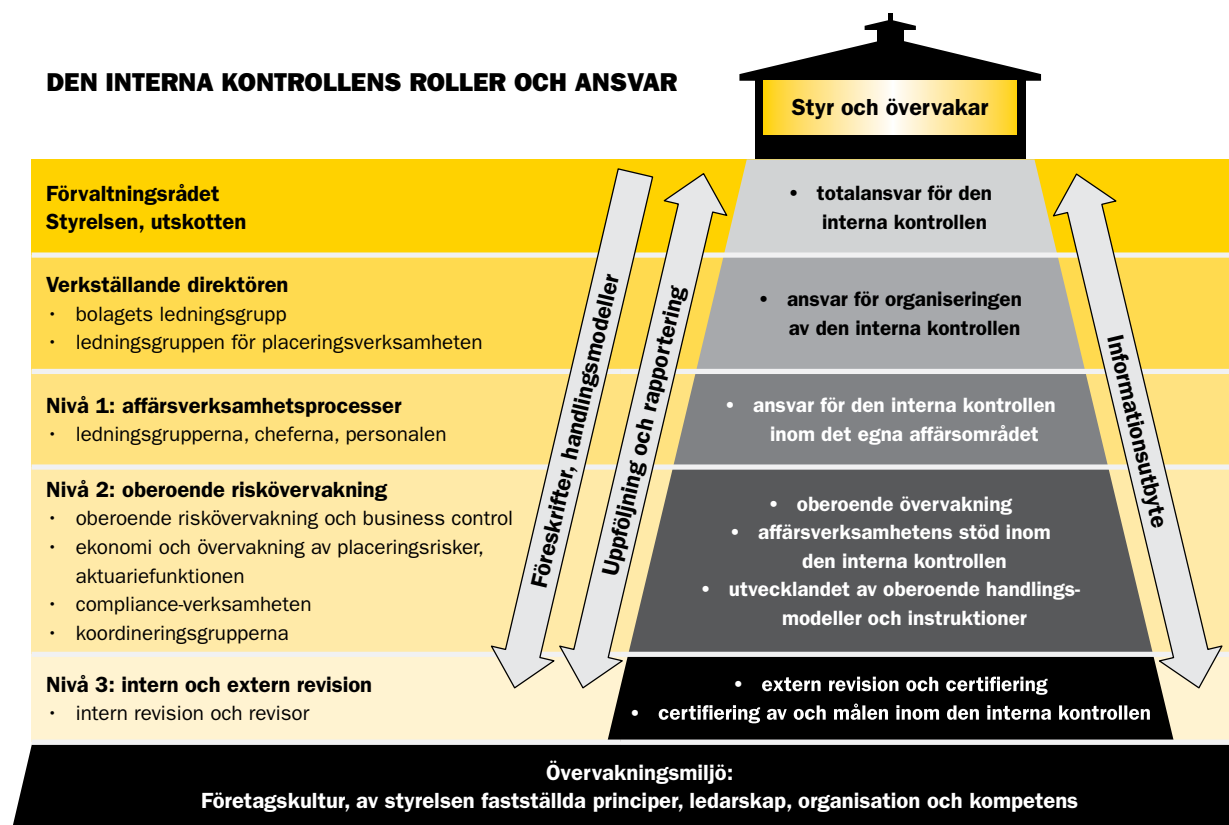 DEN INTERNA KONTROLLENS ROLLER OCH ANSVAR
Styr och övervakar
Förvaltningsrådet
Styrelsen, utskotten
• totalansvar för den
interna kontrollen
Verkställande direktören
· bolagets ledningsgrupp
· ledningsgruppen för placeringsverksamheten
• ansvar för organiseringen
av den interna kontrollen
Nivå 1: affärsverksamhetsprocesser
· ledningsgrupperna, cheferna, personalen
• ansvar för den interna kontrollen
inom det egna affärsområdet
Nivå 2: oberoende riskövervakning
· oberoende riskövervakning och business control
· ekonomi och övervakning av placeringsrisker,
aktuariefunktionen
· compliance-verksamheten
· koordineringsgrupperna
• oberoende övervakning
• affärsverksamhetens stöd inom
den interna kontrollen
• utvecklandet av oberoende handlings-
modeller och instruktioner
Nivå 3: intern och extern revision
· intern revision och revisor
• extern revision och certifiering
• certifiering av och målen inom den interna kontrollen
Föreskrifter, handlingsmodeller
Uppföljning och rapportering
Informationsutbyte
Övervakningsmiljö:
Företagskultur, av styrelsen fastställda principer, ledarskap, organisation och kompetens